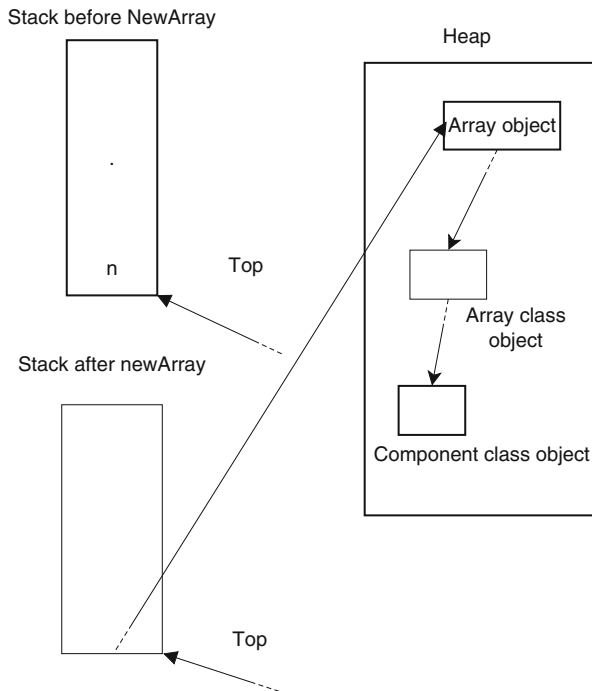 Stack before NewArray
Heap
Array object
.
n
Top
Array class
object
Stack after newArray
Component class object
Top